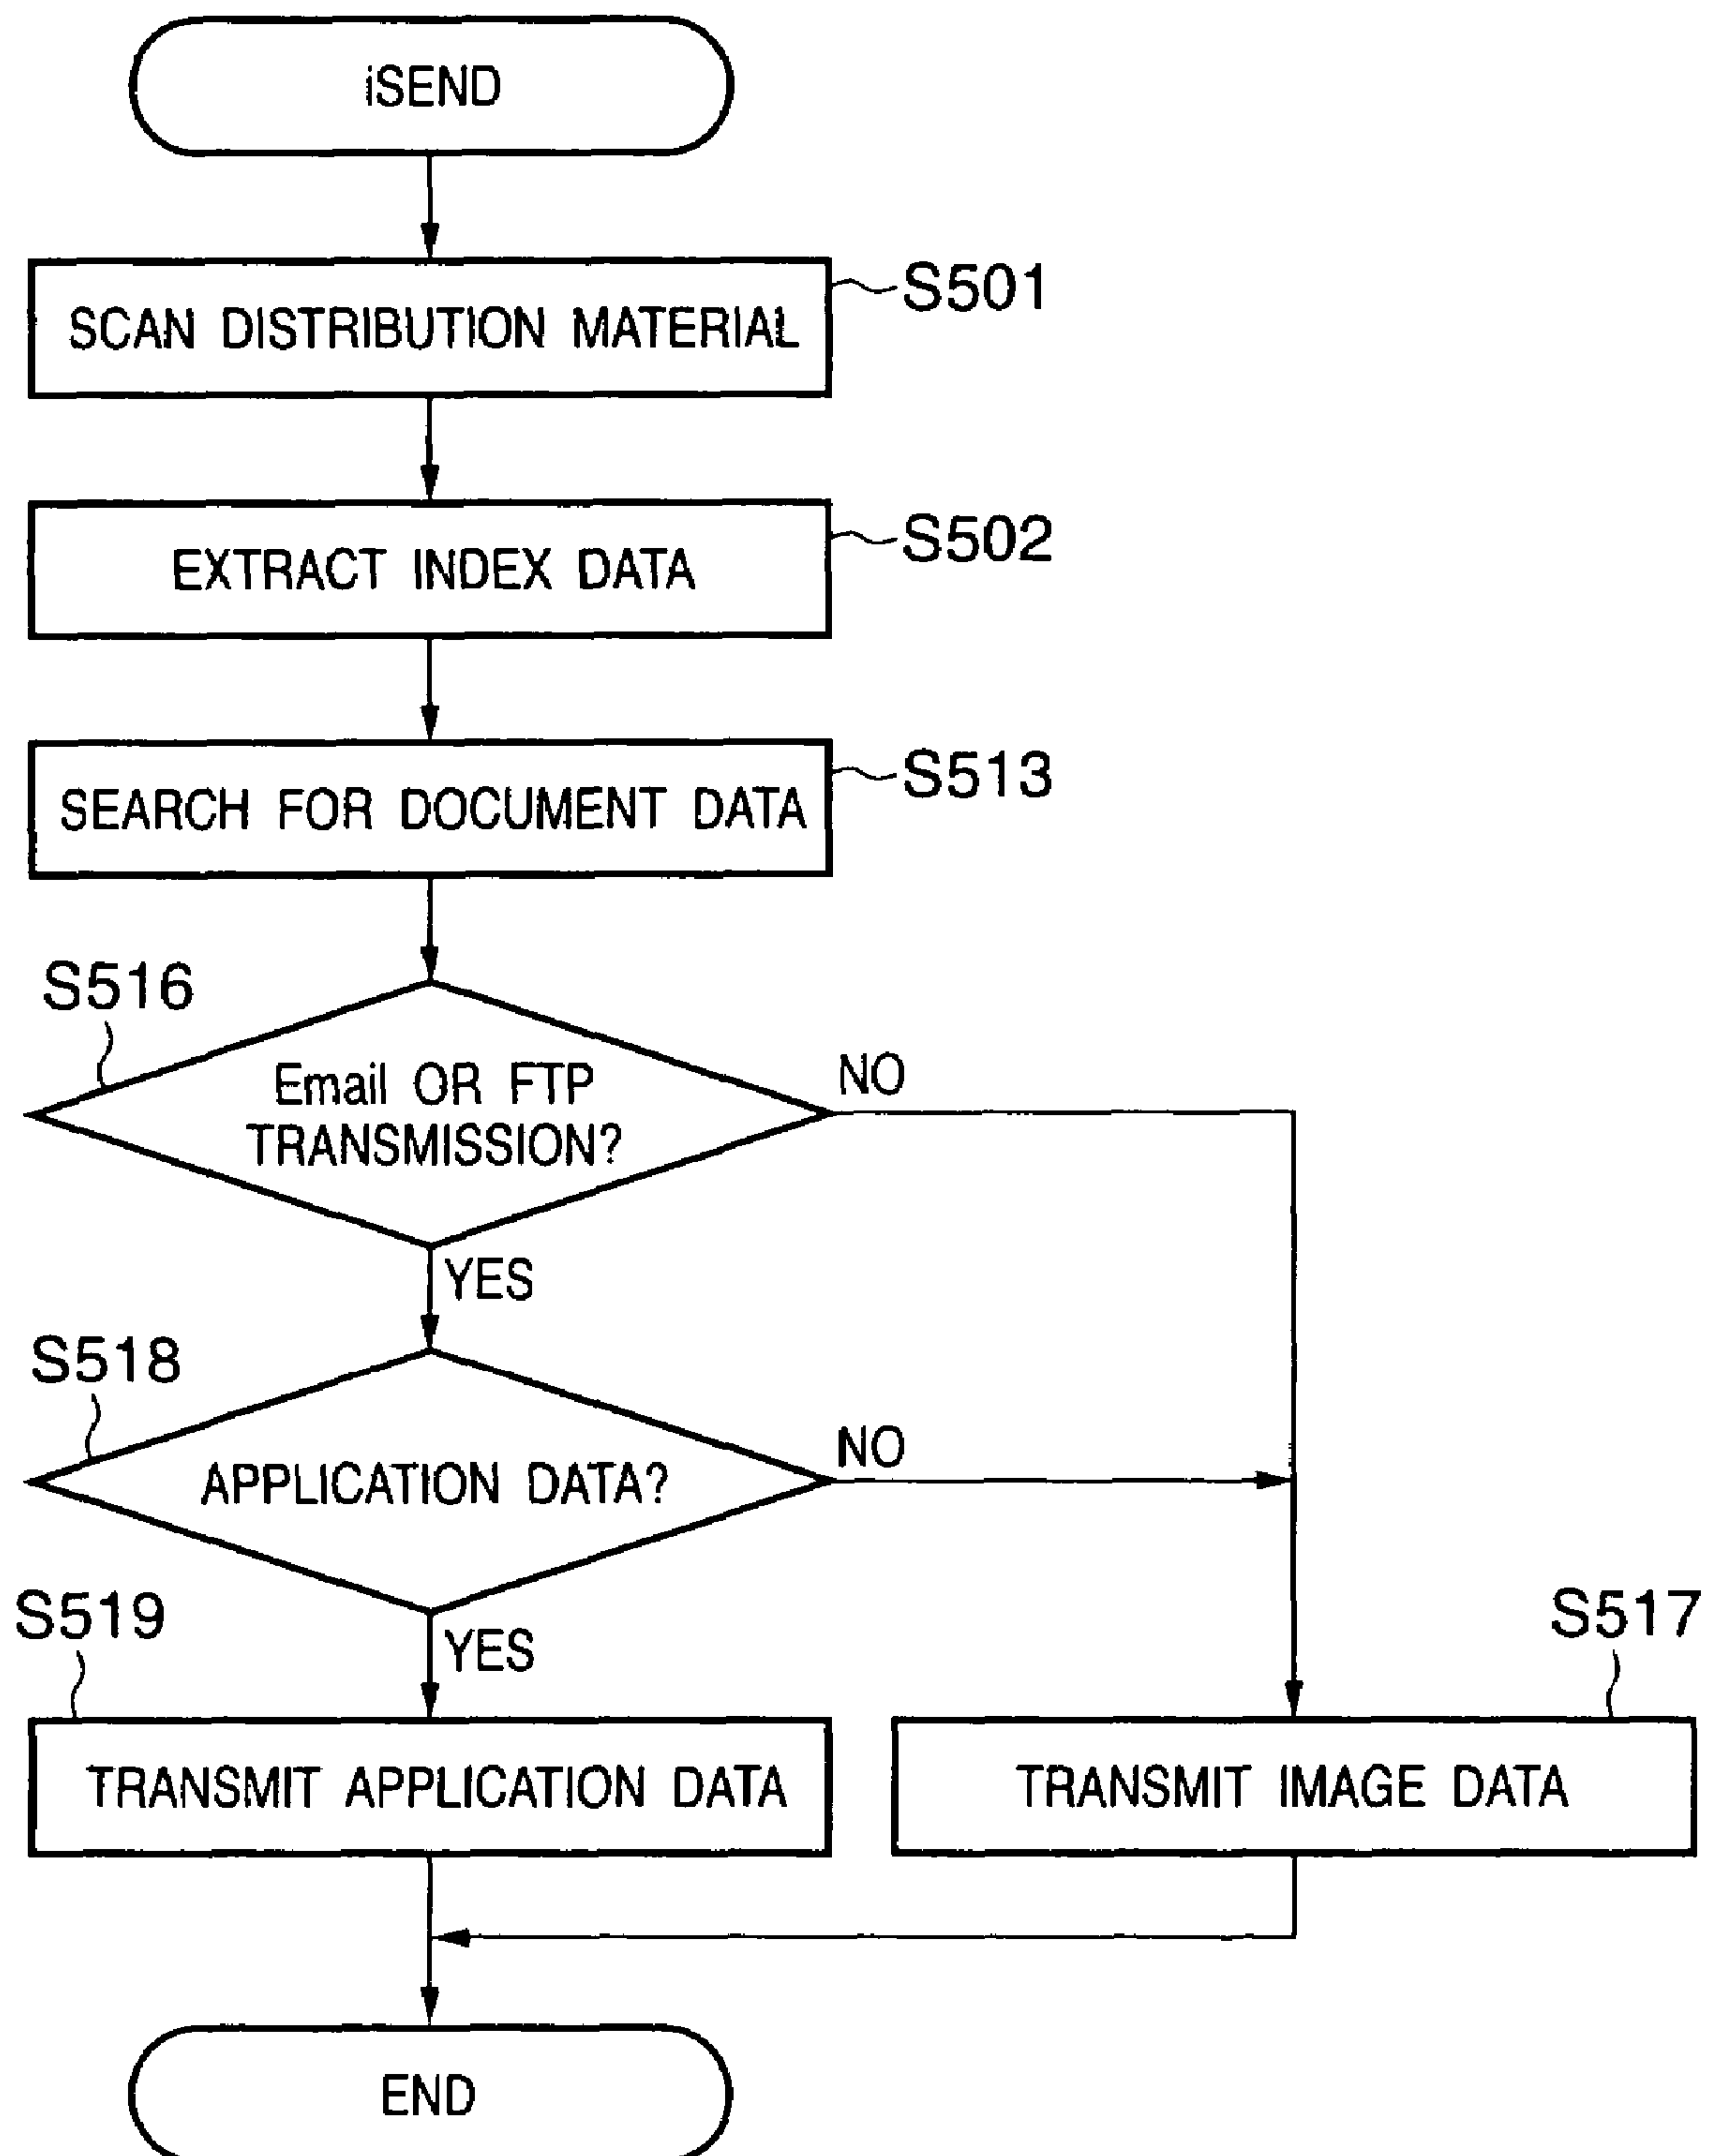 iSEND
SCAN DISTRIBUTION MATERIAL
S501
EXTRACT INDEX DATA
S502
SEARCH FOR DOCUMENT DATA
S513
S516
Email OR FTP
TRANSMISSION?
NO
YES
S518
APPLICATION DATA?
NO
YES
S519
TRANSMIT APPLICATION DATA
S517
TRANSMIT IMAGE DATA
END